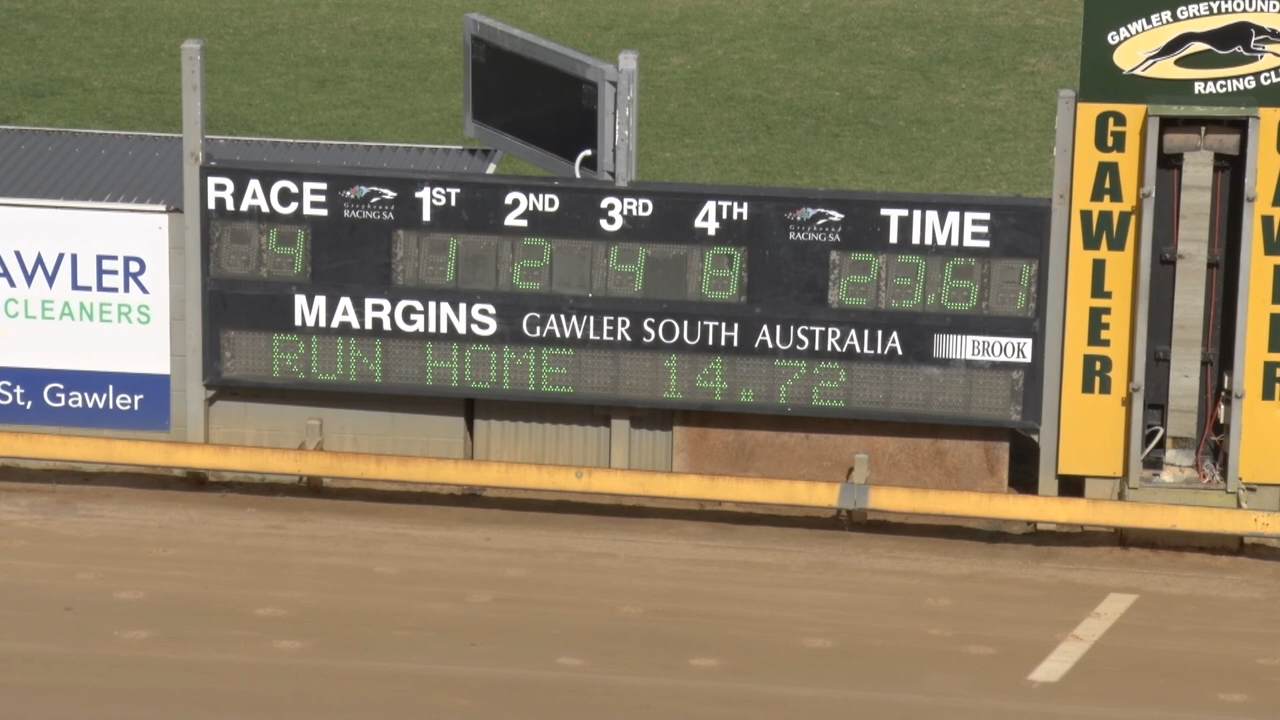 GAWLER GREYHOUND
RACING CL
RACE
Greyhound
RACING SA
1ST 2ND 3RD 4TH
Greyhound
RACING SA
TIME
4 1 2 4 8 23.61
MARGINS GAWLER SOUTH AUSTRALIA BROOK
RUN HOME 14.72
AWLER
CLEANERS
St, Gawler
GAWLER